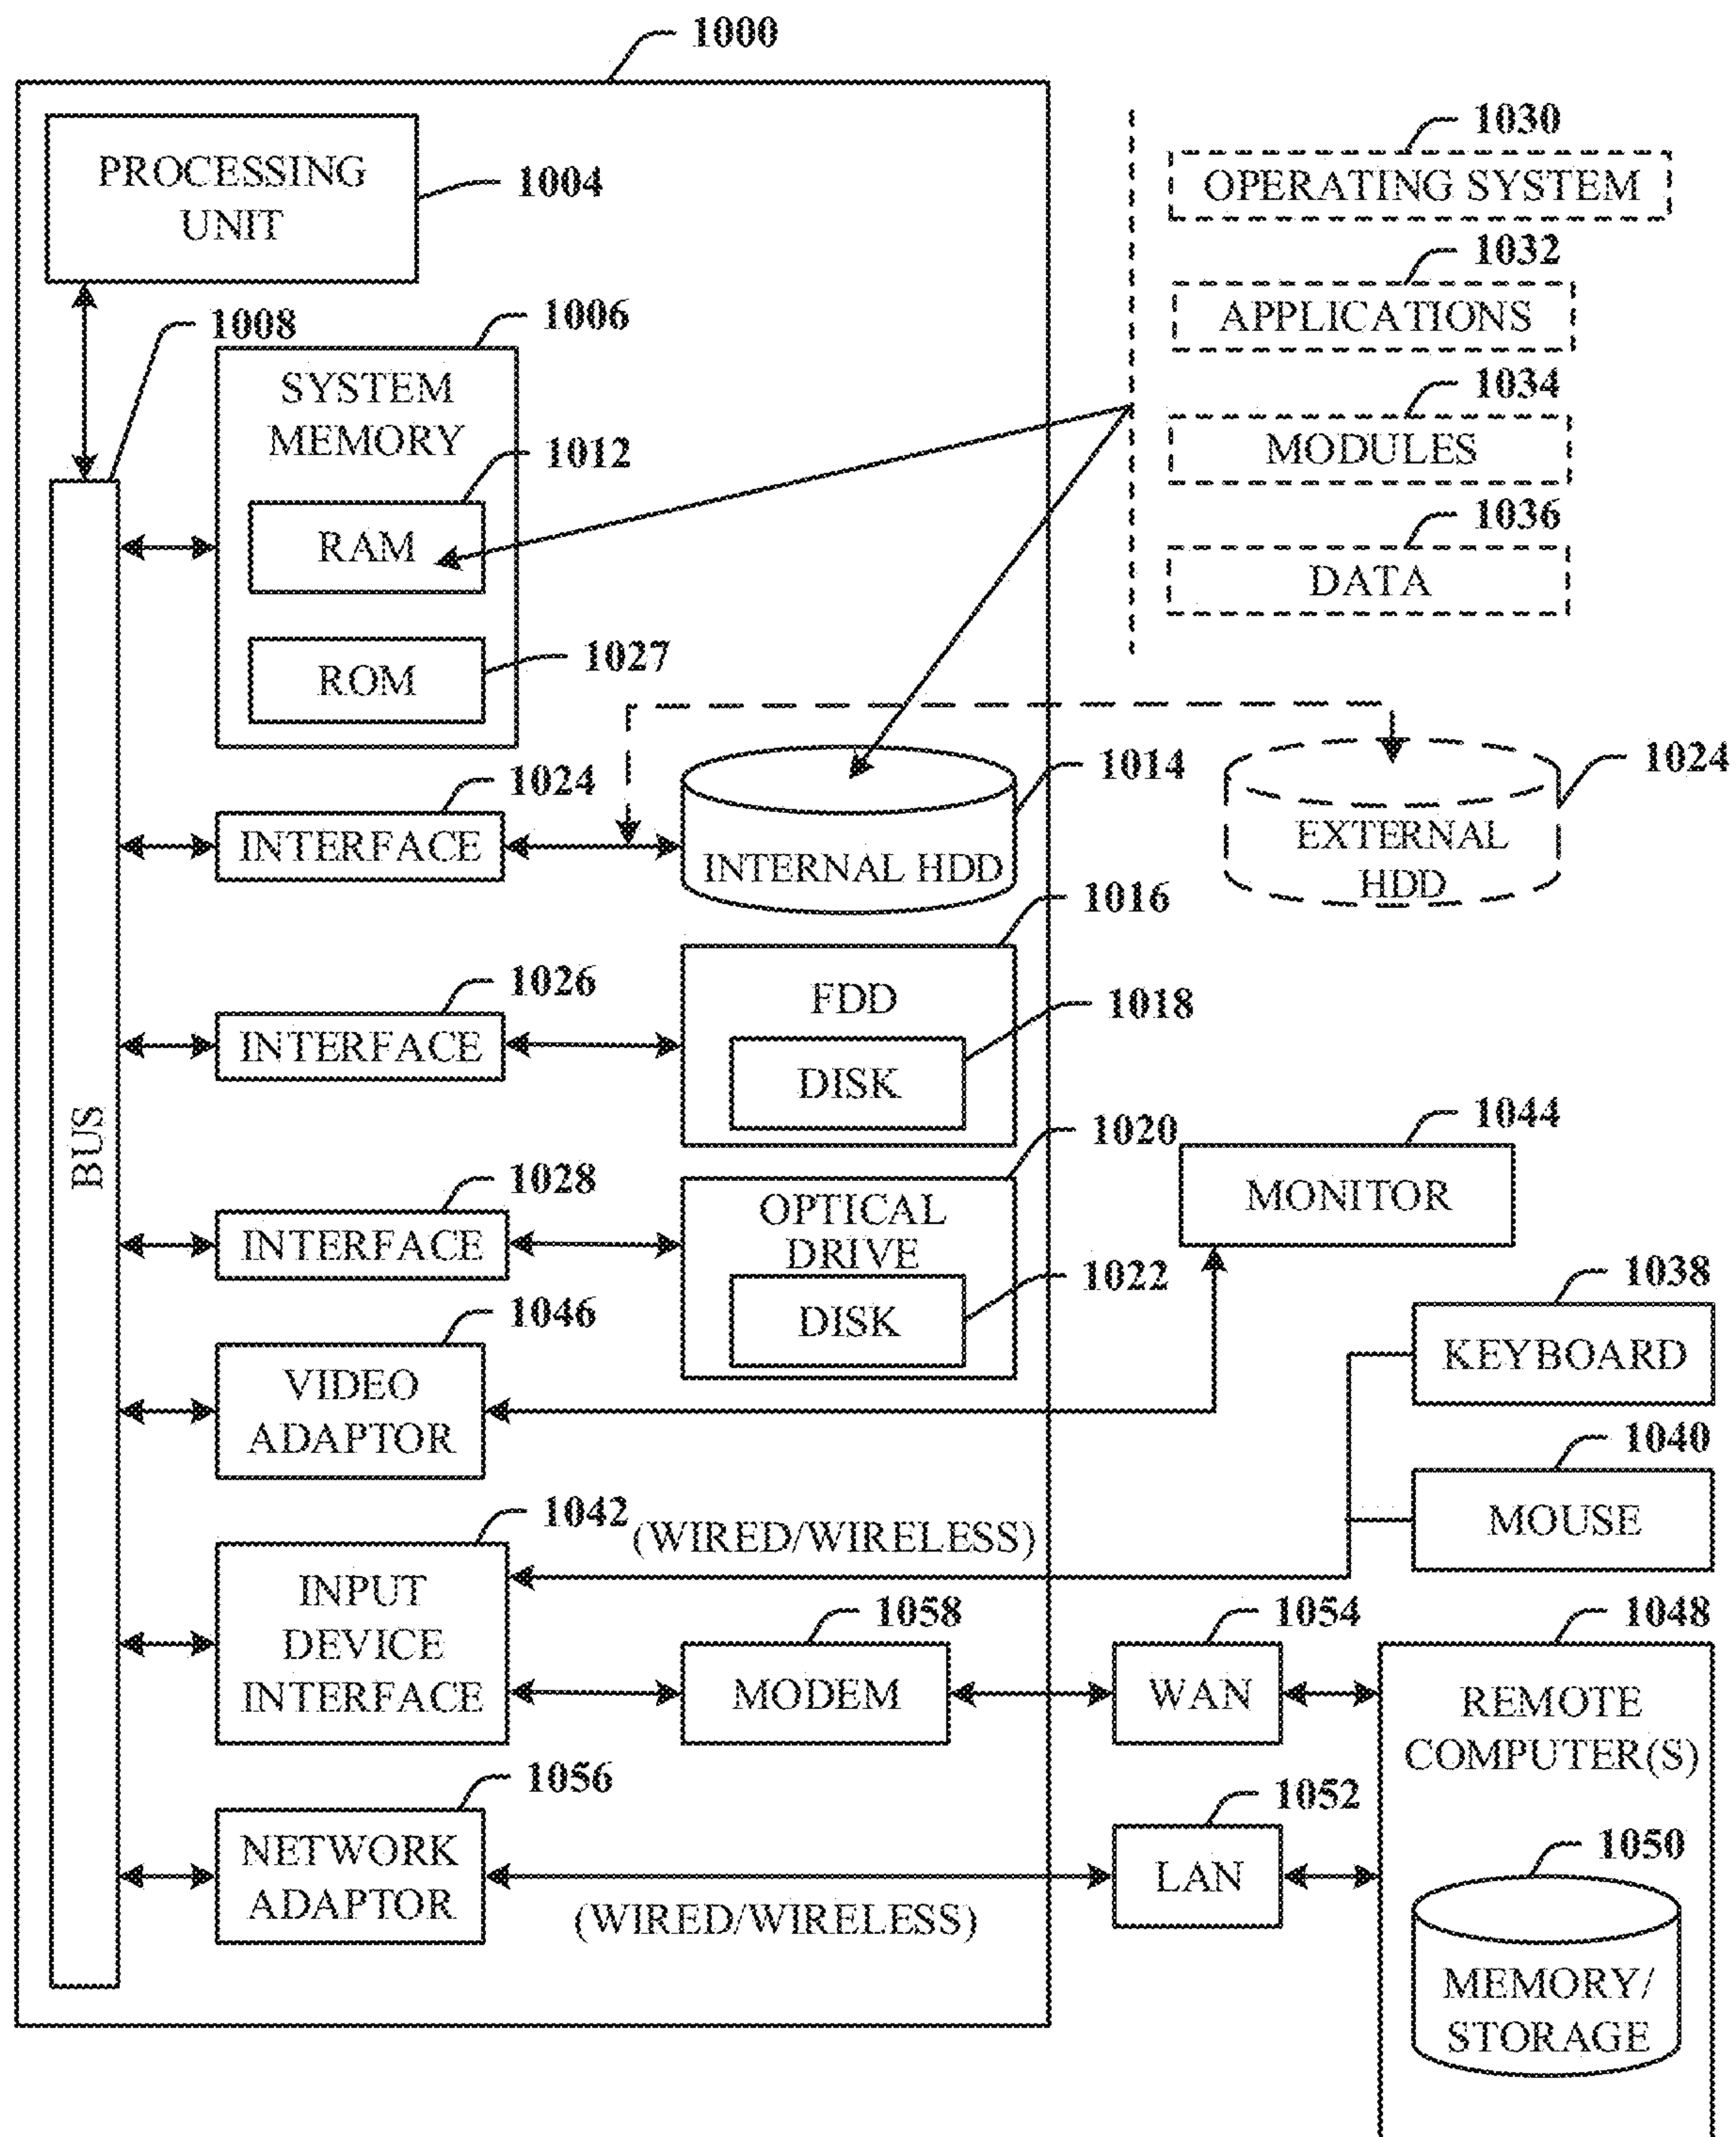 1000
PROCESSING
UNIT
1004
1008
1006
SYSTEM
MEMORY
1012
RAM
1027
ROM
1030
OPERATING SYSTEM
1032
APPLICATIONS
1034
MODULES
1036
DATA
BUS
1024
INTERFACE
1014
INTERNAL HDD
1024
EXTERNAL
HDD
1026
INTERFACE
1016
FDD
1018
DISK
1028
INTERFACE
1020
OPTICAL
DRIVE
1022
DISK
1044
MONITOR
1046
VIDEO
ADAPTOR
1038
KEYBOARD
1040
MOUSE
1042
(WIRED/WIRELESS)
INPUT
DEVICE
INTERFACE
1058
MODEM
1054
WAN
1048
REMOTE
COMPUTER(S)
1056
NETWORK
ADAPTOR
(WIRED/WIRELESS)
1052
LAN
1050
MEMORY/
STORAGE